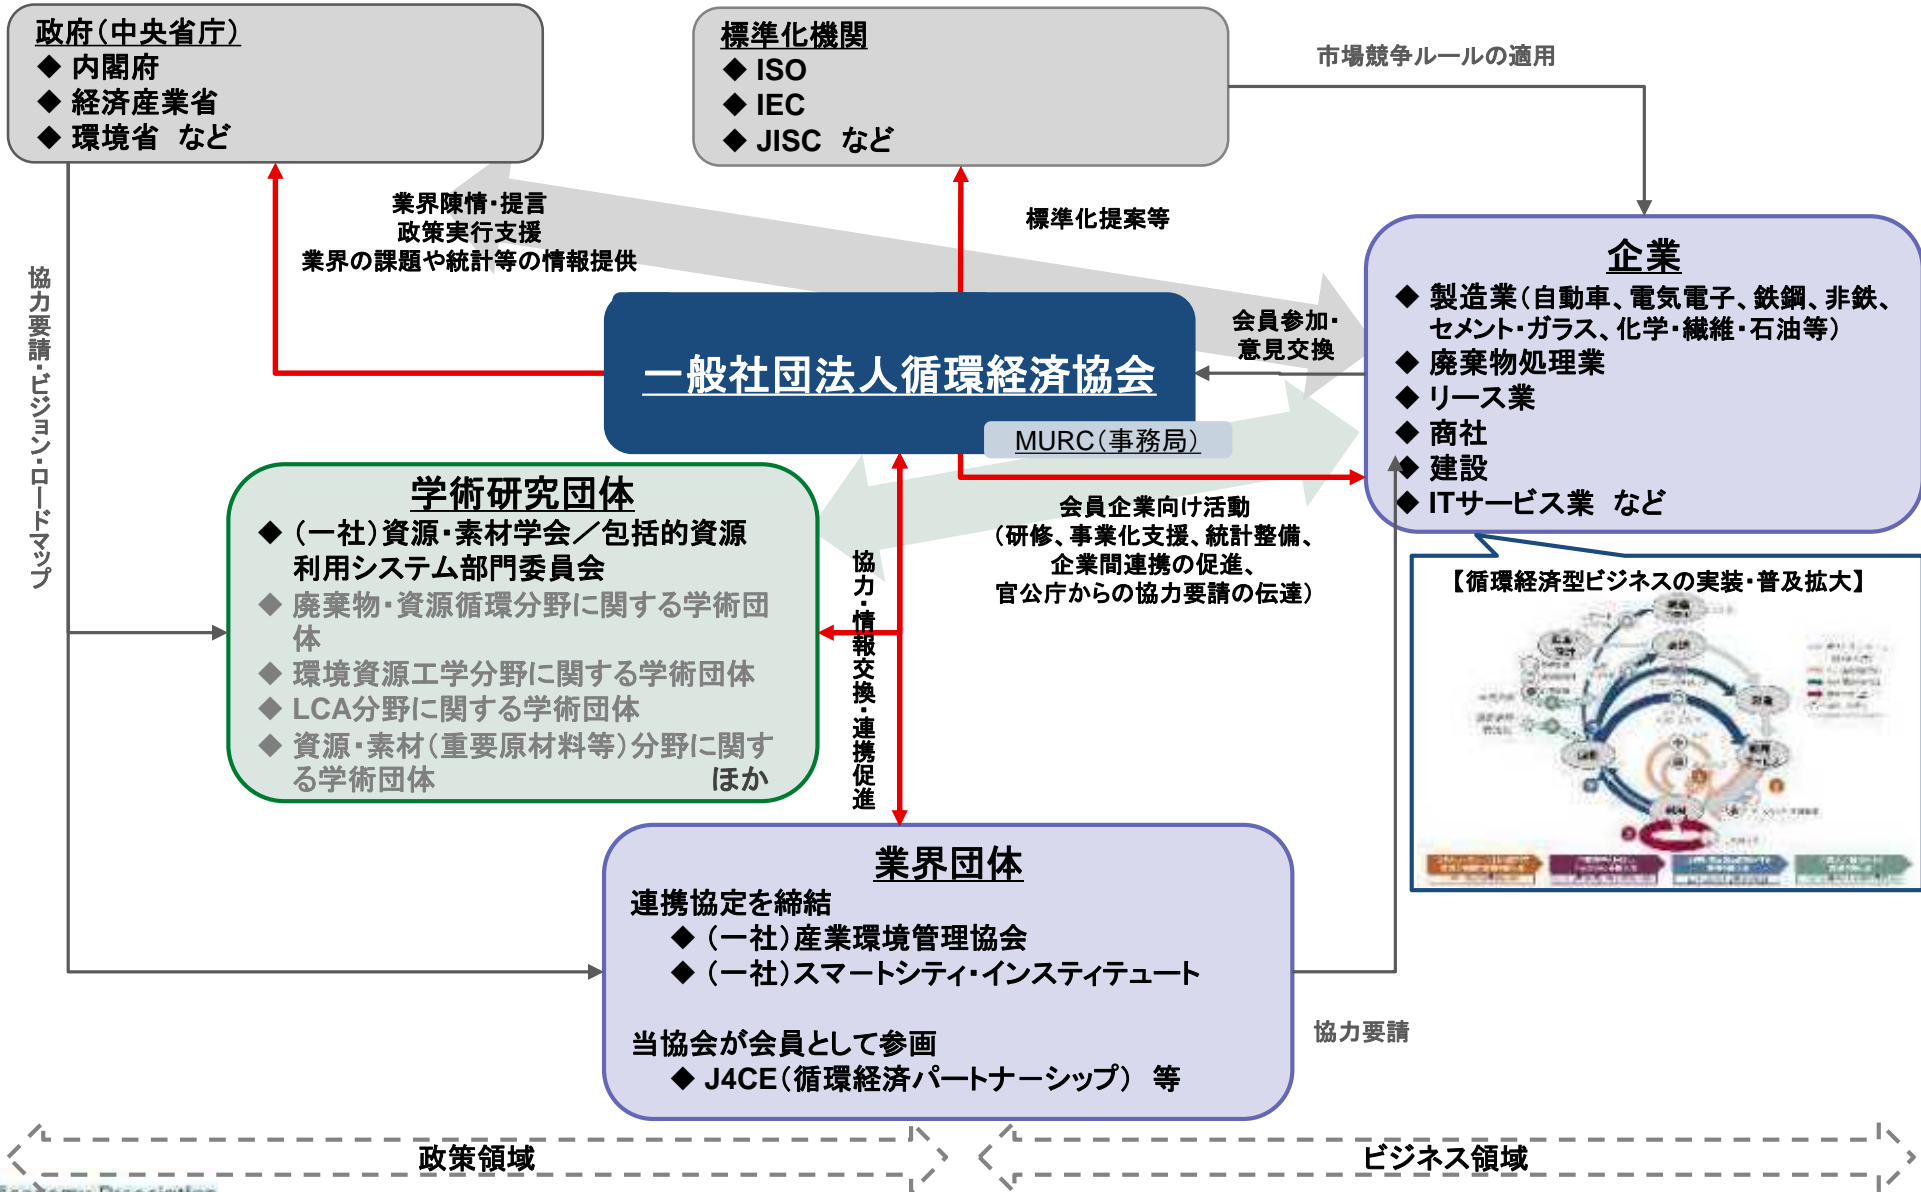 政府（中央省庁）
◆ 内閣府
◆ 経済産業省
◆ 環境省 など
標準化機関
◆ ISO
◆ IEC
◆ JISC など
市場競争ルールの適用
業界陳情・提言
政策実行支援
業界の課題や統計等の情報提供
標準化提案等
協力要請・ビジョン・ロードマップ
企業
◆ 製造業（自動車、電気電子、鉄鋼、非鉄、
セメント・ガラス、化学・繊維・石油等）
◆ 廃棄物処理業
◆ リース業
◆ 商社
◆ 建設
◆ ITサービス業 など
会員参加・
意見交換
一般社団法人循環経済協会
MURC（事務局）
学術研究団体
◆ （一社）資源・素材学会／包括的資源
利用システム部門委員会
◆ 廃棄物・資源循環分野に関する学術団
体
◆ 環境資源工学分野に関する学術団体
◆ LCA分野に関する学術団体
◆ 資源・素材（重要原材料等）分野に関す
る学術団体 ほか
協力・情報交換・連携促進
会員企業向け活動
（研修、事業化支援、統計整備、
企業間連携の促進、
官公庁からの協力要請の伝達）
【循環経済型ビジネスの実装・普及拡大】
業界団体
連携協定を締結
◆ （一社）産業環境管理協会
◆ （一社）スマートシティ・インスティテュート
当協会が会員として参画
◆ J4CE（循環経済パートナーシップ） 等
協力要請
政策領域
ビジネス領域